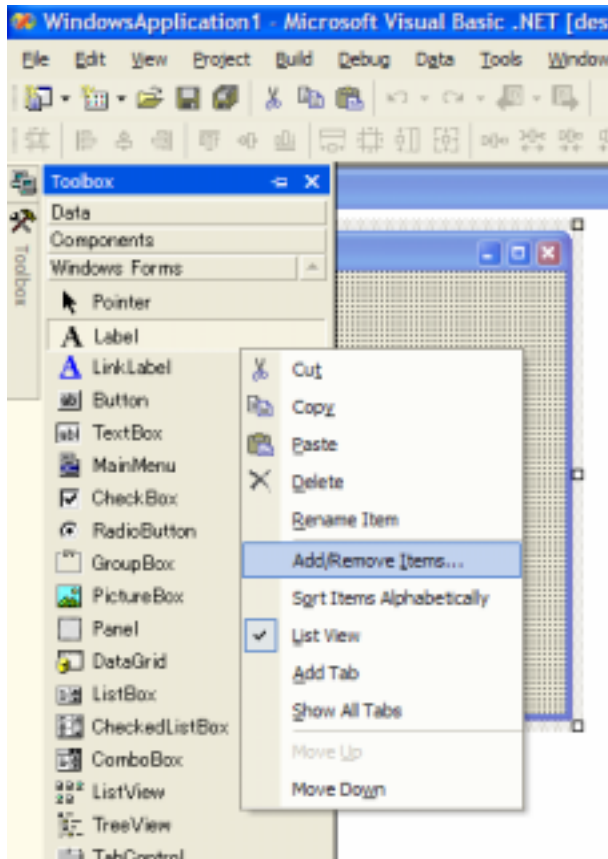 WindowsApplication1 - Microsoft Visual Basic .NET [des
File Edit View Project Build Debug Data Tools Window
Toolbox
Toolbox
Data
Components
Windows Forms
Pointer
A Label
A LinkLabel
ab Button
abl TextBox
MainMenu
CheckBox
RadioButton
GroupBox
PictureBox
Panel
DataGrid
ListBox
CheckedListBox
ComboBox
ListView
TreeView
TabControl
Cut
Copy
Paste
Delete
Rename Item
Add/Remove Items...
Sort Items Alphabetically
List View
Add Tab
Show All Tabs
Move Up
Move Down